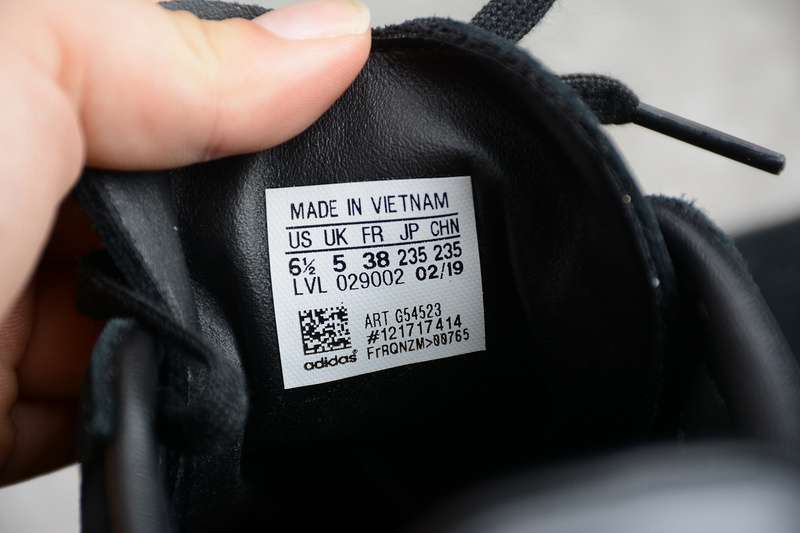 MADE IN VIETNAM
US UK FR JP CHN
6½ 5 38 235 235
LVL 029002 02/19
ART G54523
#121717414
FrRQNZM>00765
adidas